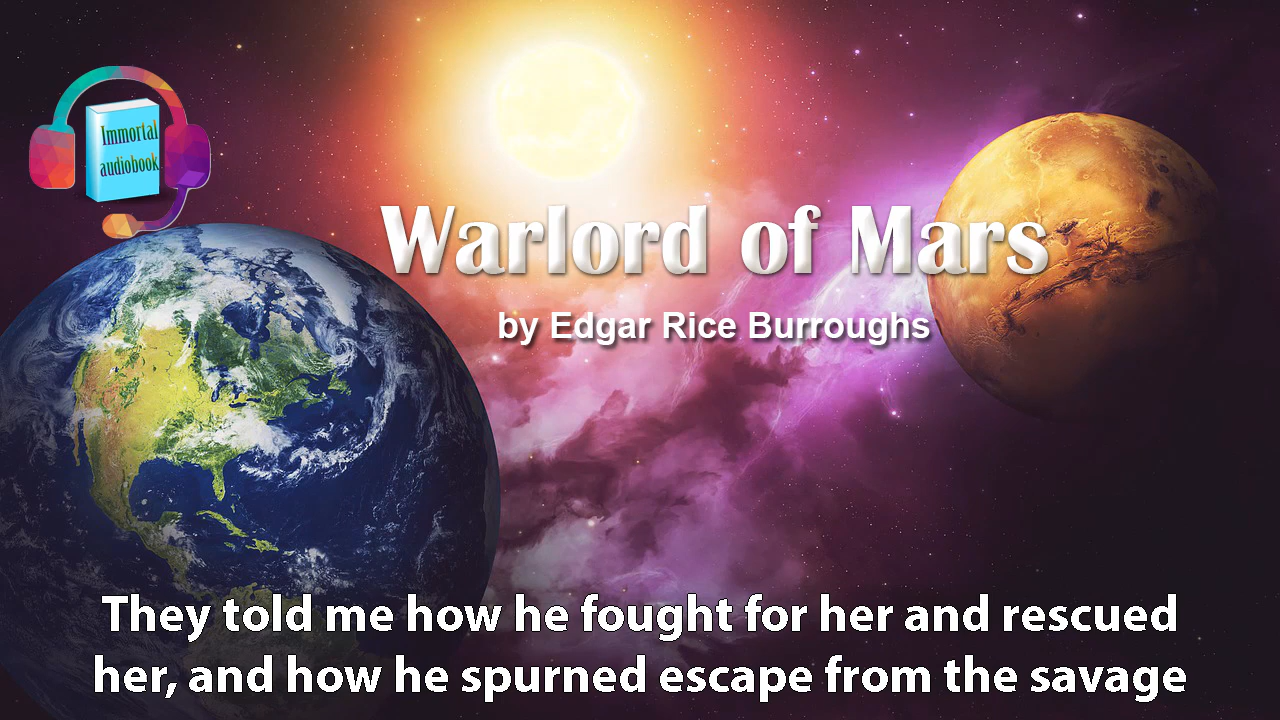 Immortal
audiobook
Warlord of Mars
by Edgar Rice Burroughs
They told me how he fought for her and rescued
her, and how he spurned escape from the savage